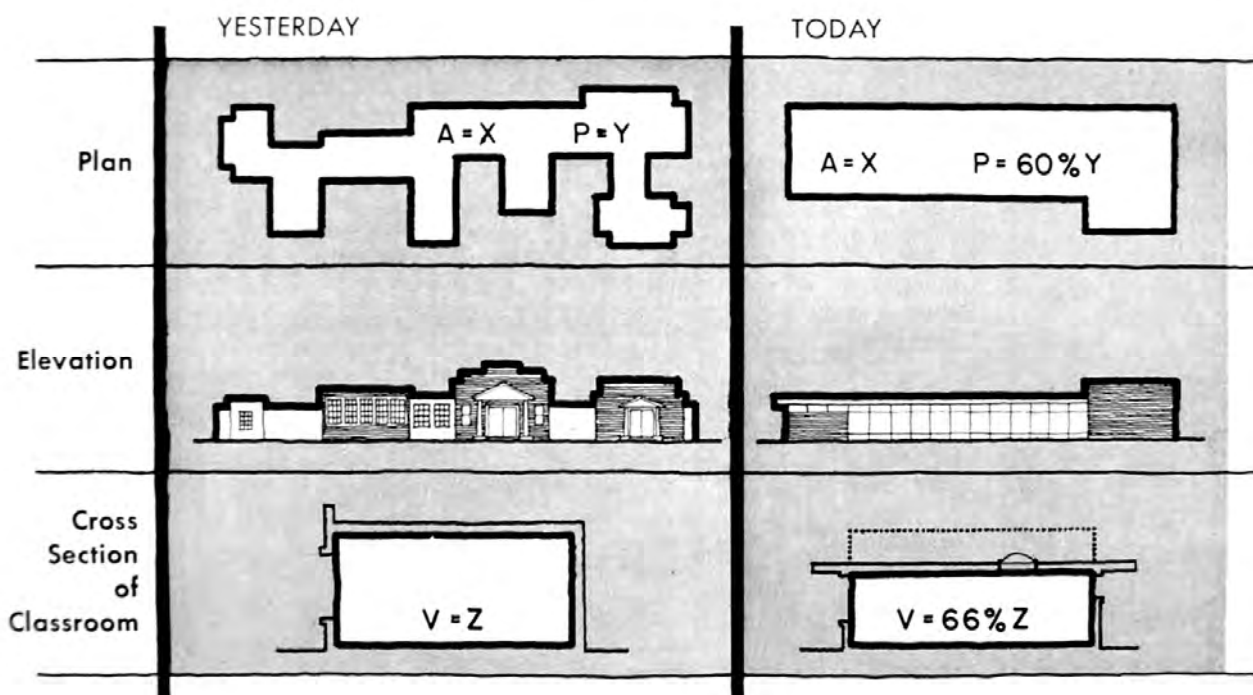 YESTERDAY
TODAY
Plan
A = X
P = Y
A = X
P = 60% Y
Elevation
Cross
Section
of
Classroom
V = Z
V = 66% Z